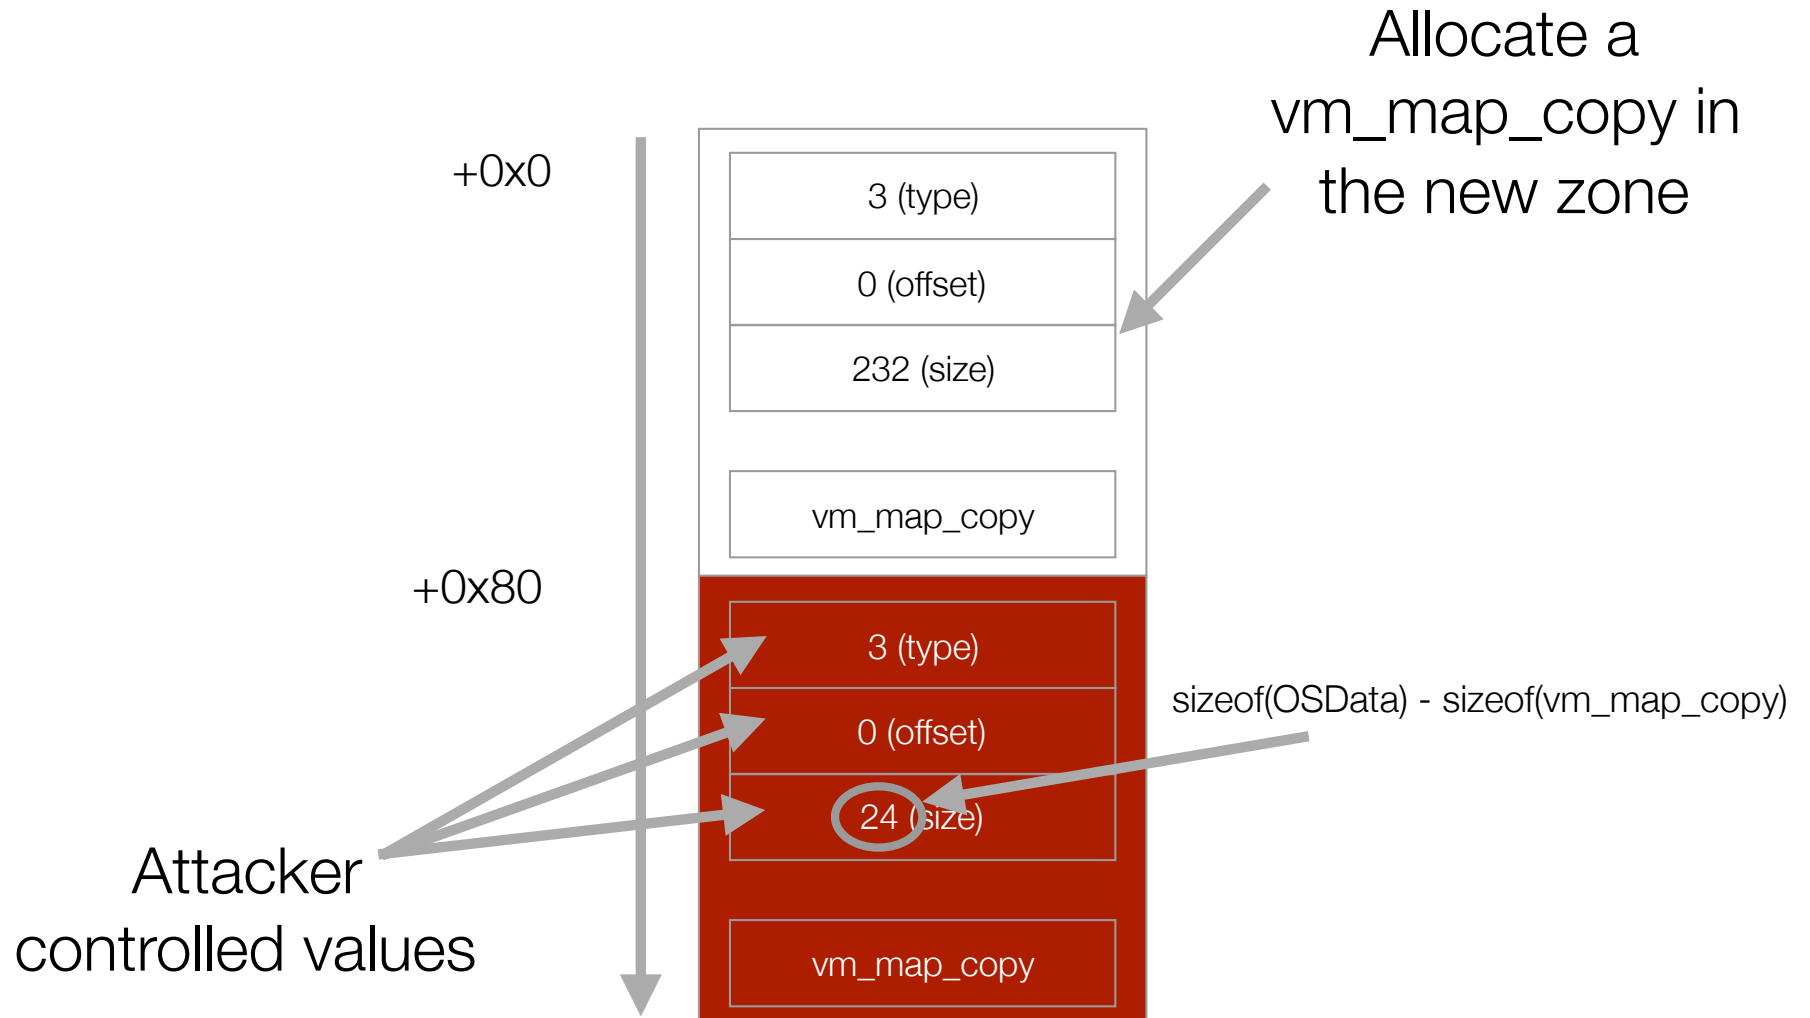 Allocate a
vm_map_copy in
the new zone
+0x0
3 (type)
0 (offset)
232 (size)
vm_map_copy
+0x80
3 (type)
0 (offset)
24 (size)
sizeof(OSData) - sizeof(vm_map_copy)
Attacker
controlled values
vm_map_copy